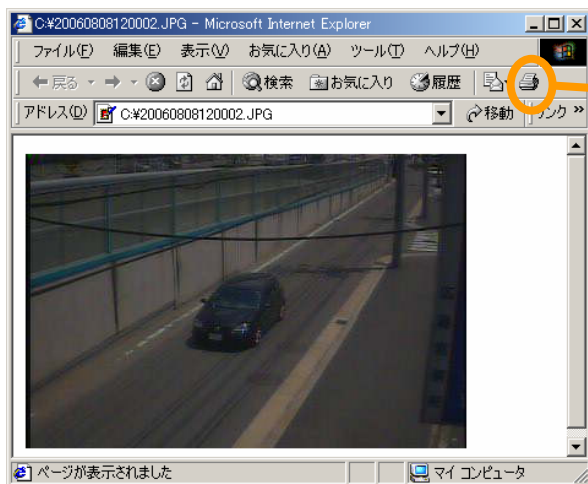 C:¥20060808120002.JPG - Microsoft Internet Explorer
ファイル(F) 編集(E) 表示(V) お気に入り(A) ツール(T) ヘルプ(H)
戻る 検索 お気に入り 履歴
アドレス(D) C:¥20060808120002.JPG 移動 リンク »
ページが表示されました マイ コンピュータ